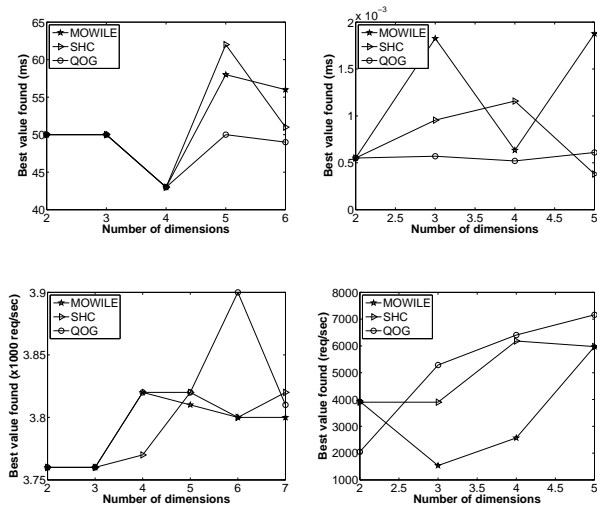 65
60
55
50
45
40
2 3 4 5 6
Number of dimensions
Best value found (ms)
MOWILE
SHC
QOG
x 10⁻³
2
1.5
1
0.5
0
2 2.5 3 3.5 4 4.5 5
Number of dimensions
Best value found (ms)
MOWILE
SHC
QOG
3.9
3.85
3.8
3.75
2 3 4 5 6 7
Number of dimensions
Best value found (x1000 req/sec)
MOWILE
SHC
QOG
8000
7000
6000
5000
4000
3000
2000
1000
2 2.5 3 3.5 4 4.5 5
Number of dimensions
Best value found (req/sec)
MOWILE
SHC
QOG